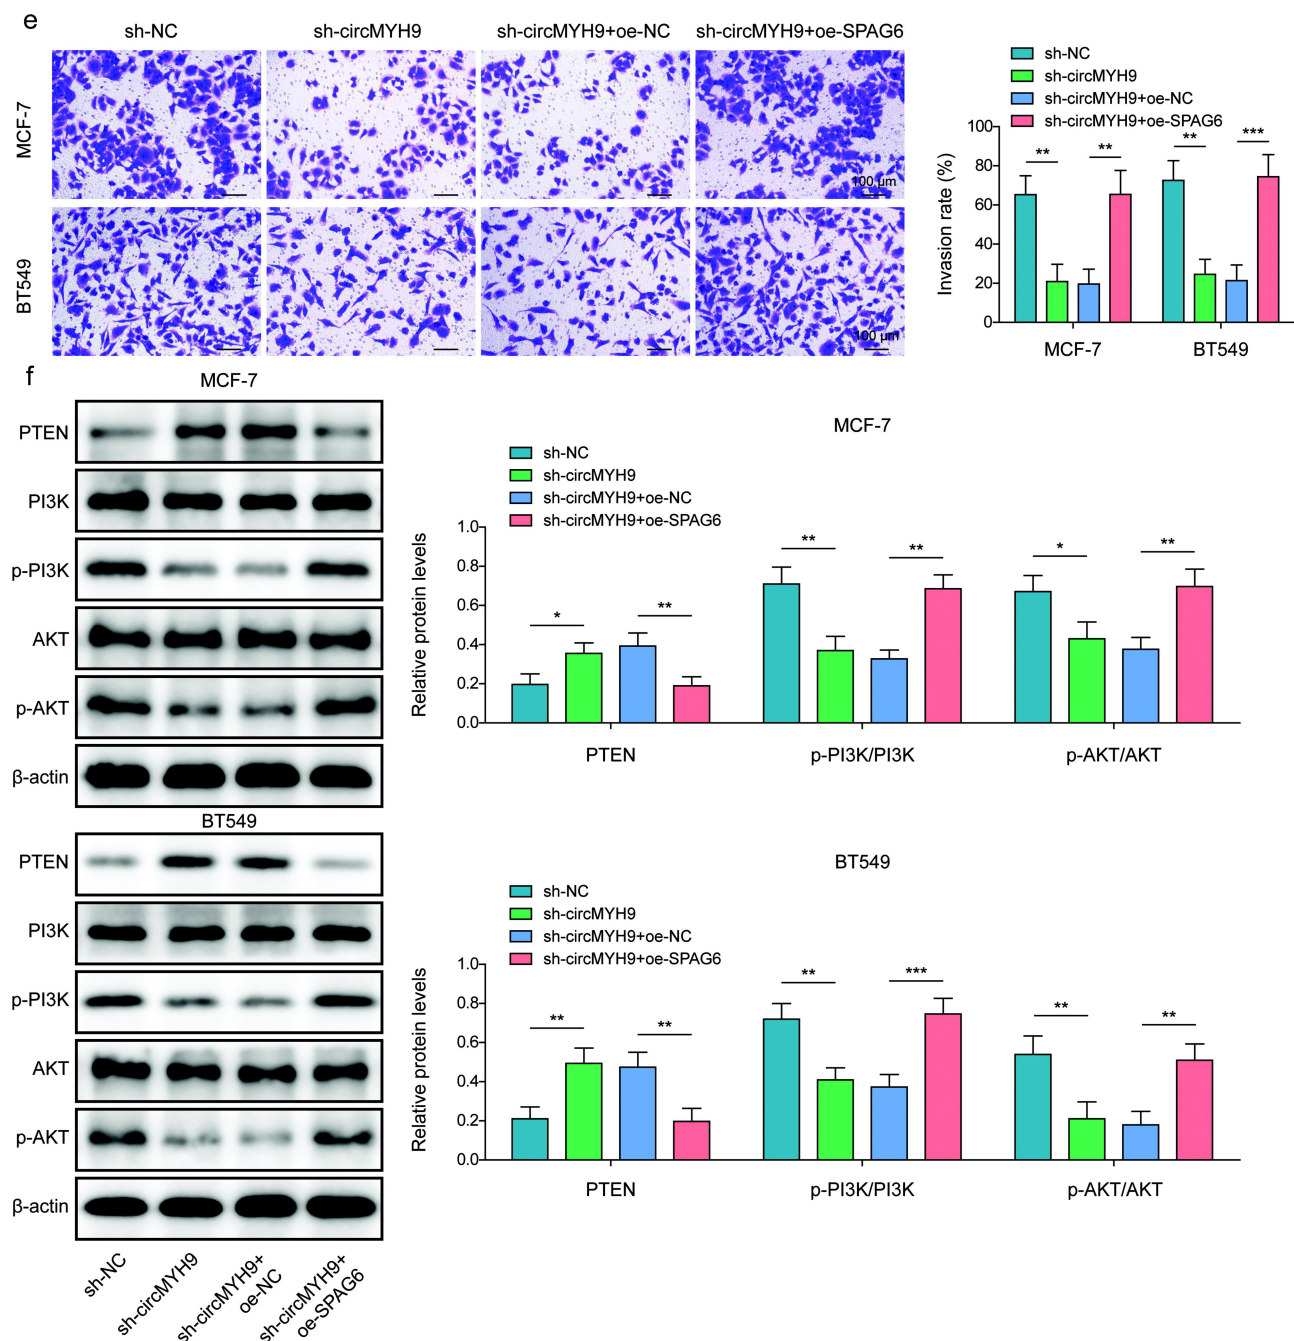 e
sh-NC sh-circMYH9 sh-circMYH9+oe-NC sh-circMYH9+oe-SPAG6
MCF-7
100 μm
BT549
100 μm
sh-NC
sh-circMYH9
sh-circMYH9+oe-NC
sh-circMYH9+oe-SPAG6
Invasion rate (%)
100
80
60
40
20
0
** ** ** ***
MCF-7 BT549
f
MCF-7
PTEN
PI3K
p-PI3K
AKT
p-AKT
β-actin
BT549
PTEN
PI3K
p-PI3K
AKT
p-AKT
β-actin
sh-NC
sh-circMYH9
sh-circMYH9+
oe-NC
sh-circMYH9+
oe-SPAG6
MCF-7
sh-NC
sh-circMYH9
sh-circMYH9+oe-NC
sh-circMYH9+oe-SPAG6
Relative protein levels
1.0
0.8
0.6
0.4
0.2
0.0
* ** ** ** * **
PTEN p-PI3K/PI3K p-AKT/AKT
BT549
sh-NC
sh-circMYH9
sh-circMYH9+oe-NC
sh-circMYH9+oe-SPAG6
Relative protein levels
1.0
0.8
0.6
0.4
0.2
0.0
** ** ** *** ** **
PTEN p-PI3K/PI3K p-AKT/AKT